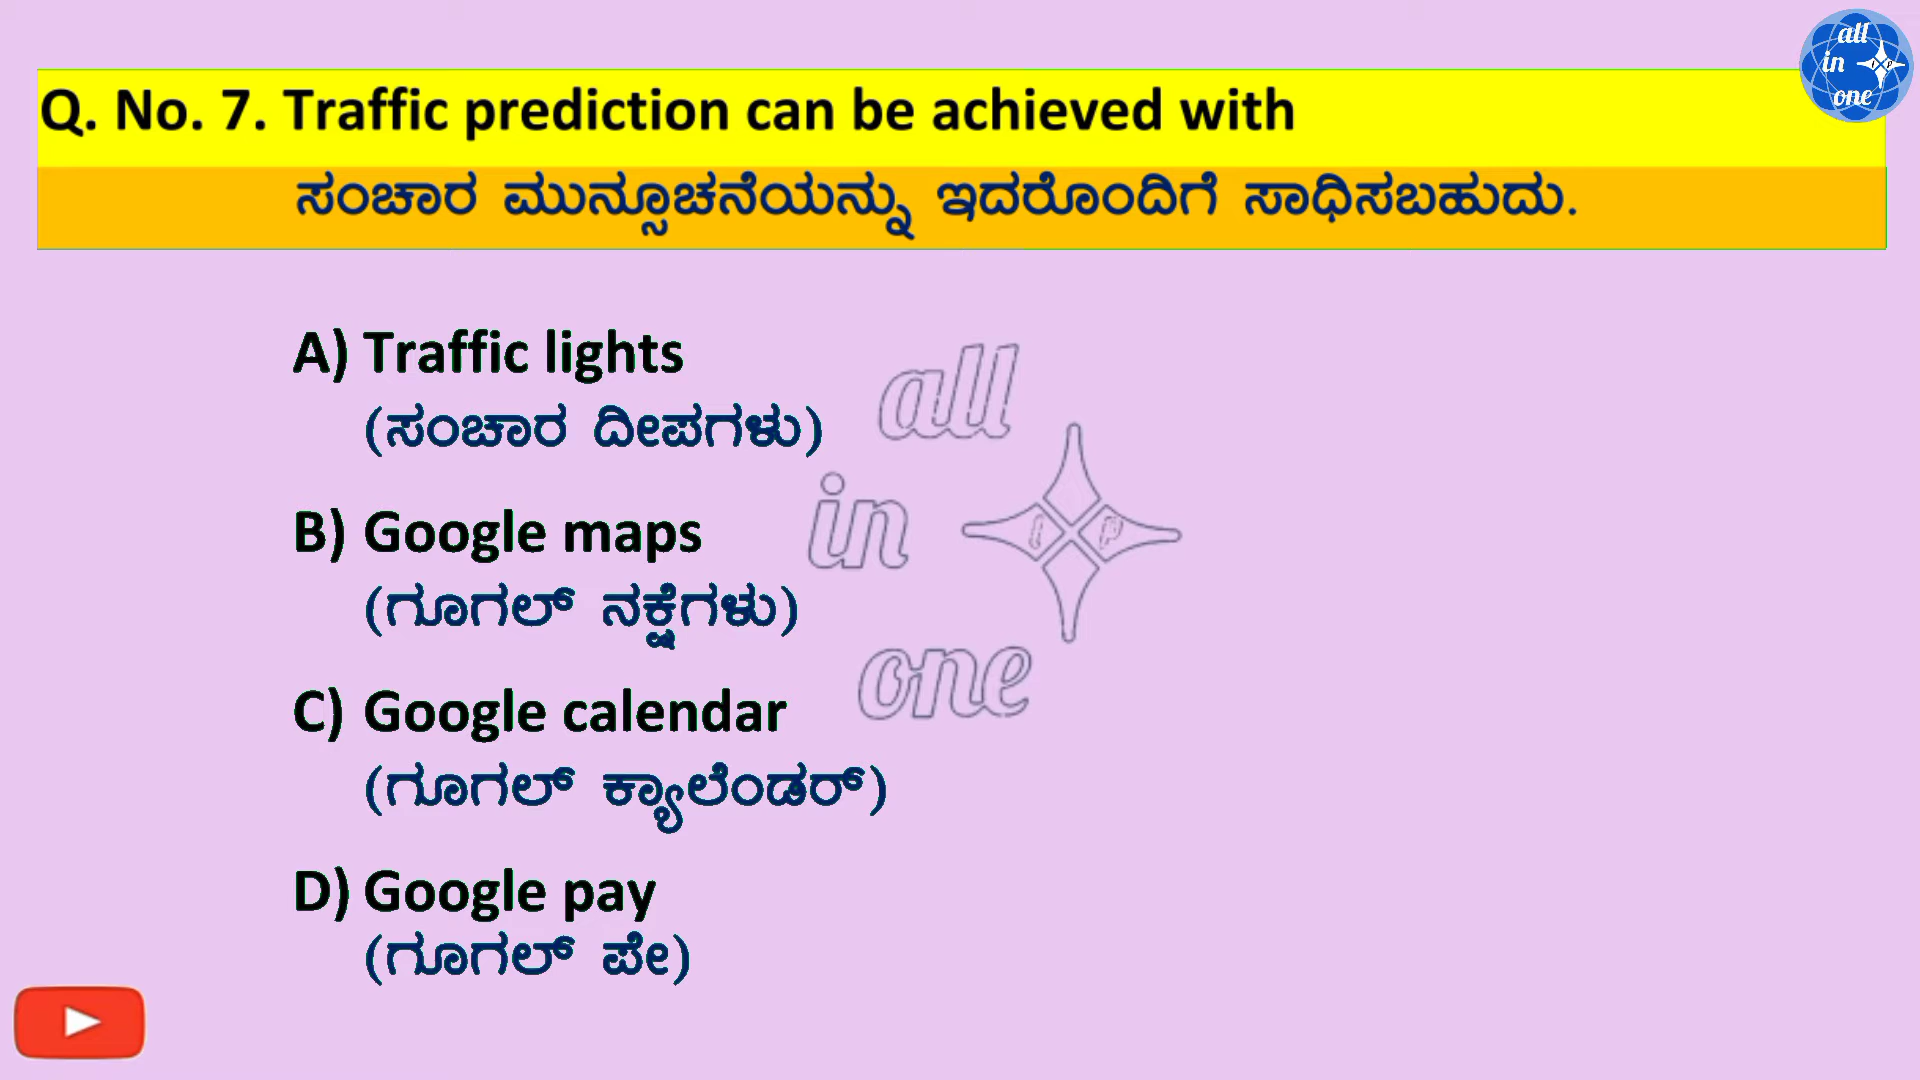 all
in
one
Q. No. 7. Traffic prediction can be achieved with
ಸಂಚಾರ ಮುನ್ಸೂಚನೆಯನ್ನು ಇದರೊಂದಿಗೆ ಸಾಧಿಸಬಹುದು.
A) Traffic lights
(ಸಂಚಾರ ದೀಪಗಳು)
B) Google maps
(ಗೂಗಲ್ ನಕ್ಷೆಗಳು)
C) Google calendar
(ಗೂಗಲ್ ಕ್ಯಾಲೆಂಡರ್)
D) Google pay
(ಗೂಗಲ್ ಪೇ)
all
in
one